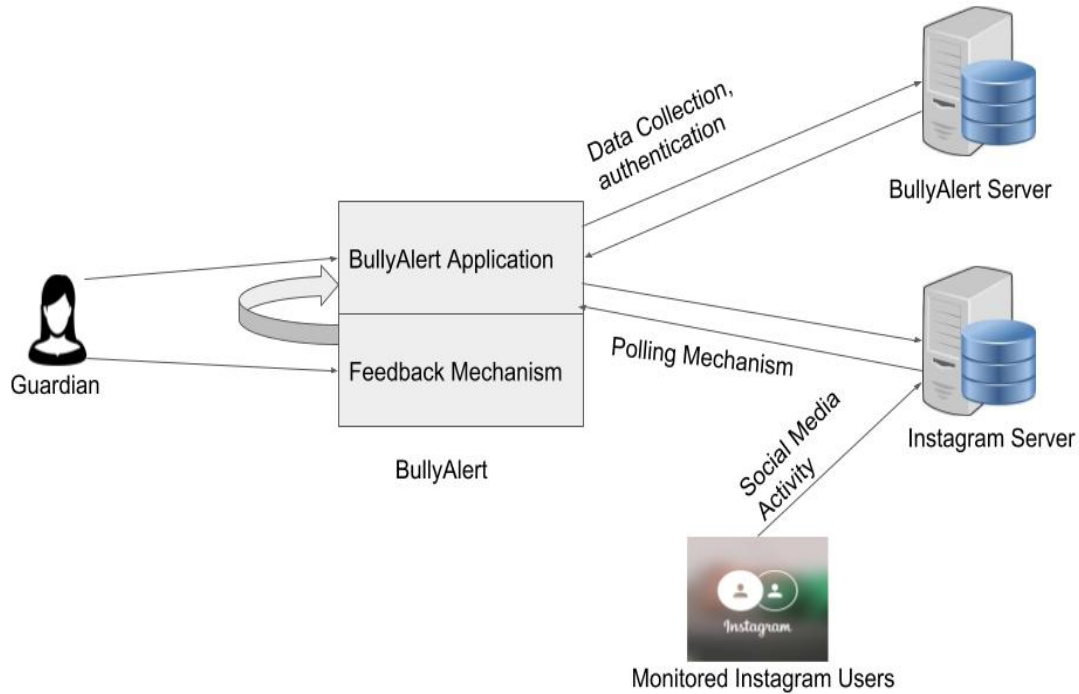 Data Collection,
authentication
BullyAlert Server
BullyAlert Application
Feedback Mechanism
Guardian
BullyAlert
Polling Mechanism
Instagram Server
Social Media
Activity
Instagram
Monitored Instagram Users